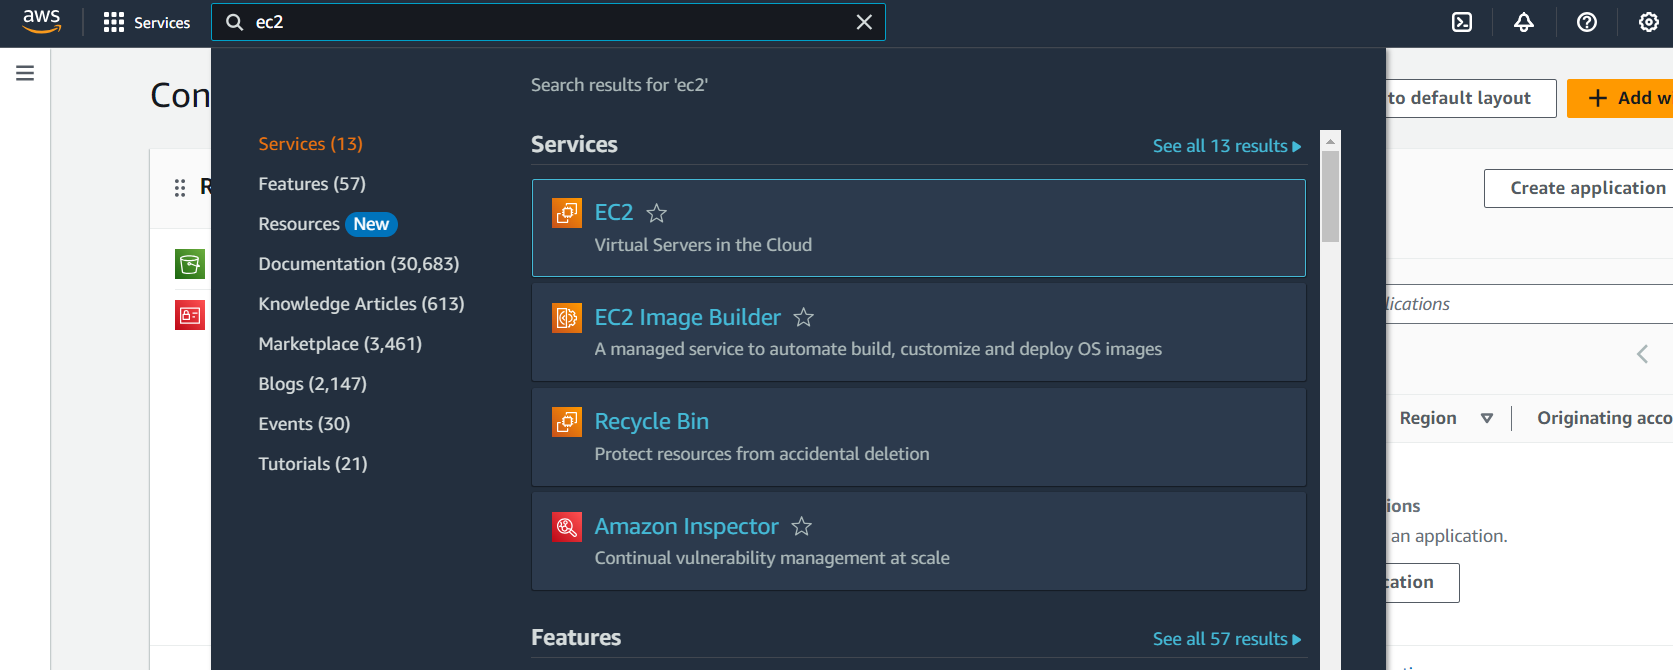 aws
Services
ec2
Con
to default layout
Add w
Search results for 'ec2'
Services (13)
Features (57)
Resources New
Documentation (30,683)
Knowledge Articles (613)
Marketplace (3,461)
Blogs (2,147)
Events (30)
Tutorials (21)
Services
See all 13 results
EC2
Virtual Servers in the Cloud
EC2 Image Builder
A managed service to automate build, customize and deploy OS images
Recycle Bin
Protect resources from accidental deletion
Amazon Inspector
Continual vulnerability management at scale
Features
See all 57 results
R
Create application
lications
Region
Originating acco
ions
an application.
cation